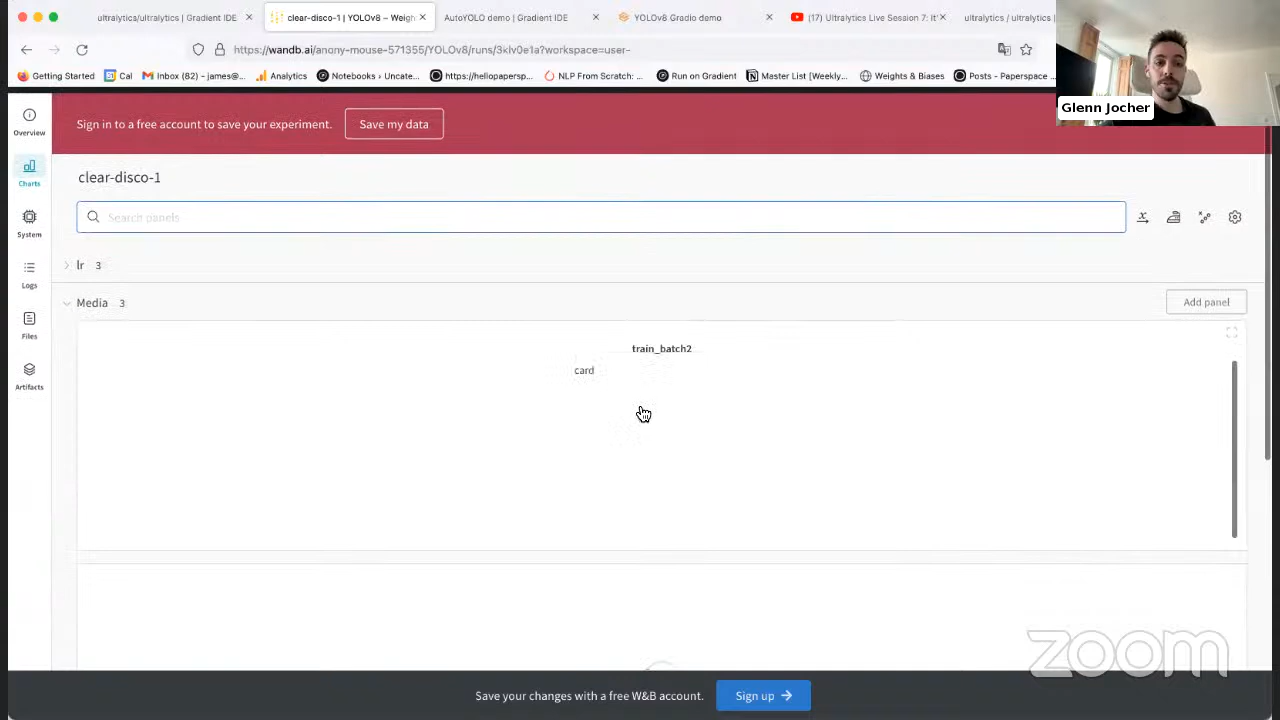 ultralytics/ultralytics | Gradient IDE
clear-disco-1 | YOLOv8 – Weigh
AutoYOLO demo | Gradient IDE
YOLOv8 Gradio demo
(17) Ultralytics Live Session 7: It'
ultralytics / ultralytics
https://wandb.ai/anony-mouse-571355/YOLOv8/runs/3klv0e1a?workspace=user-
Getting Started
Cal
Inbox (82) – james@...
Analytics
Notebooks › Uncate...
https://hellopapersp...
NLP From Scratch: ...
Run on Gradient
Master List [Weekly...
Weights & Biases
Posts - Paperspace
Glenn Jocher
Sign in to a free account to save your experiment.
Save my data
Overview
Charts
System
Logs
Files
Artifacts
clear-disco-1
Search panels
lr 3
Media 3
Add panel
train_batch2
card
zoom
Save your changes with a free W&B account.
Sign up